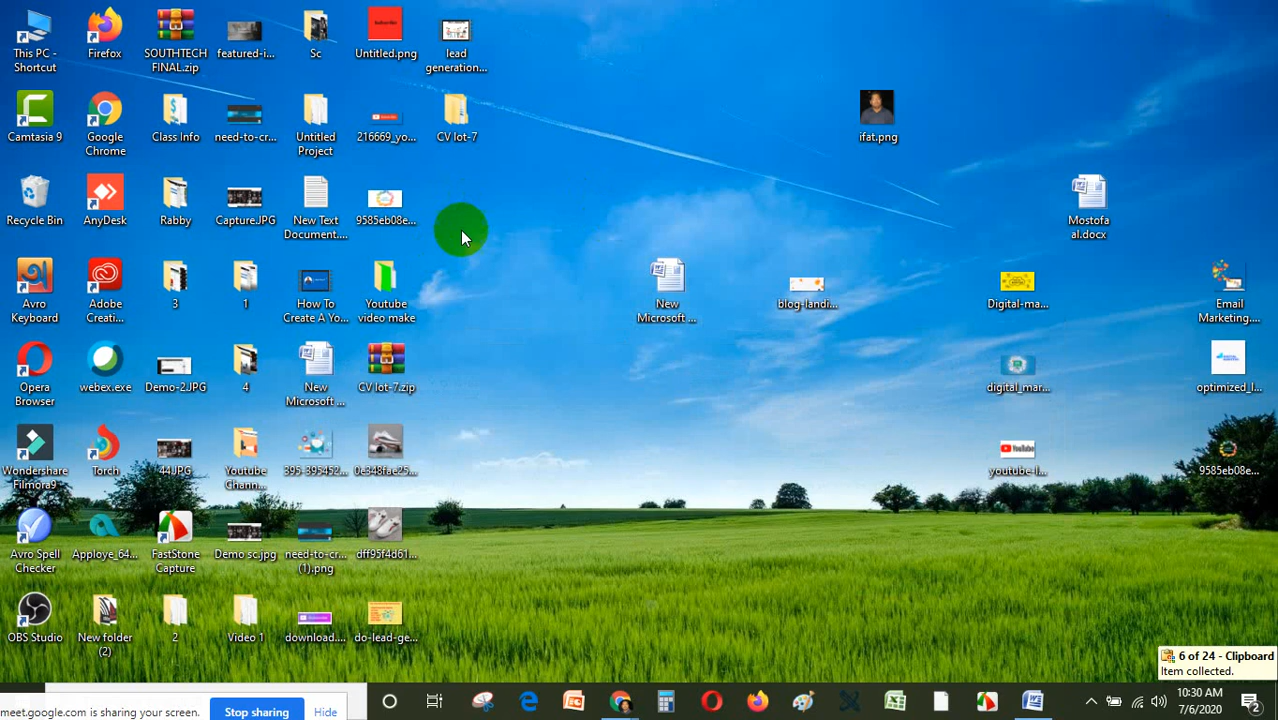 This PC -
Shortcut
Firefox
SOUTHTECH
FINAL.zip
featured-i...
Sc
Untitled.png
lead
generation...
Camtasia 9
Google
Chrome
Class Info
need-to-cr...
Untitled
Project
216669_yo...
CV lot-7
ifat.png
Recycle Bin
AnyDesk
Rabby
Capture.JPG
New Text
Document....
9585eb08e...
Mostofa
al.docx
Avro
Keyboard
Adobe
Creati...
3
1
How To
Create A Yo...
Youtube
video make
New
Microsoft ...
blog-landi...
Digital-ma...
Email
Marketing....
Opera
Browser
webex.exe
Demo-2.JPG
4
New
Microsoft ...
CV lot-7.zip
digital_mar...
optimized_l...
Wondershare
Filmora9
Torch
44.JPG
Youtube
Chann...
395-395452...
0e348fae25...
YouTube
youtube-l...
9585eb08e...
Avro Spell
Checker
Apploye_64...
FastStone
Capture
Demo sc.jpg
need-to-cr...
(1).png
dff95f4d61...
OBS Studio
New folder
(2)
2
Video 1
download....
do-lead-ge...
6 of 24 - Clipboard
Item collected.
meet.google.com is sharing your screen.
Stop sharing
Hide
10:30 AM
7/6/2020
2